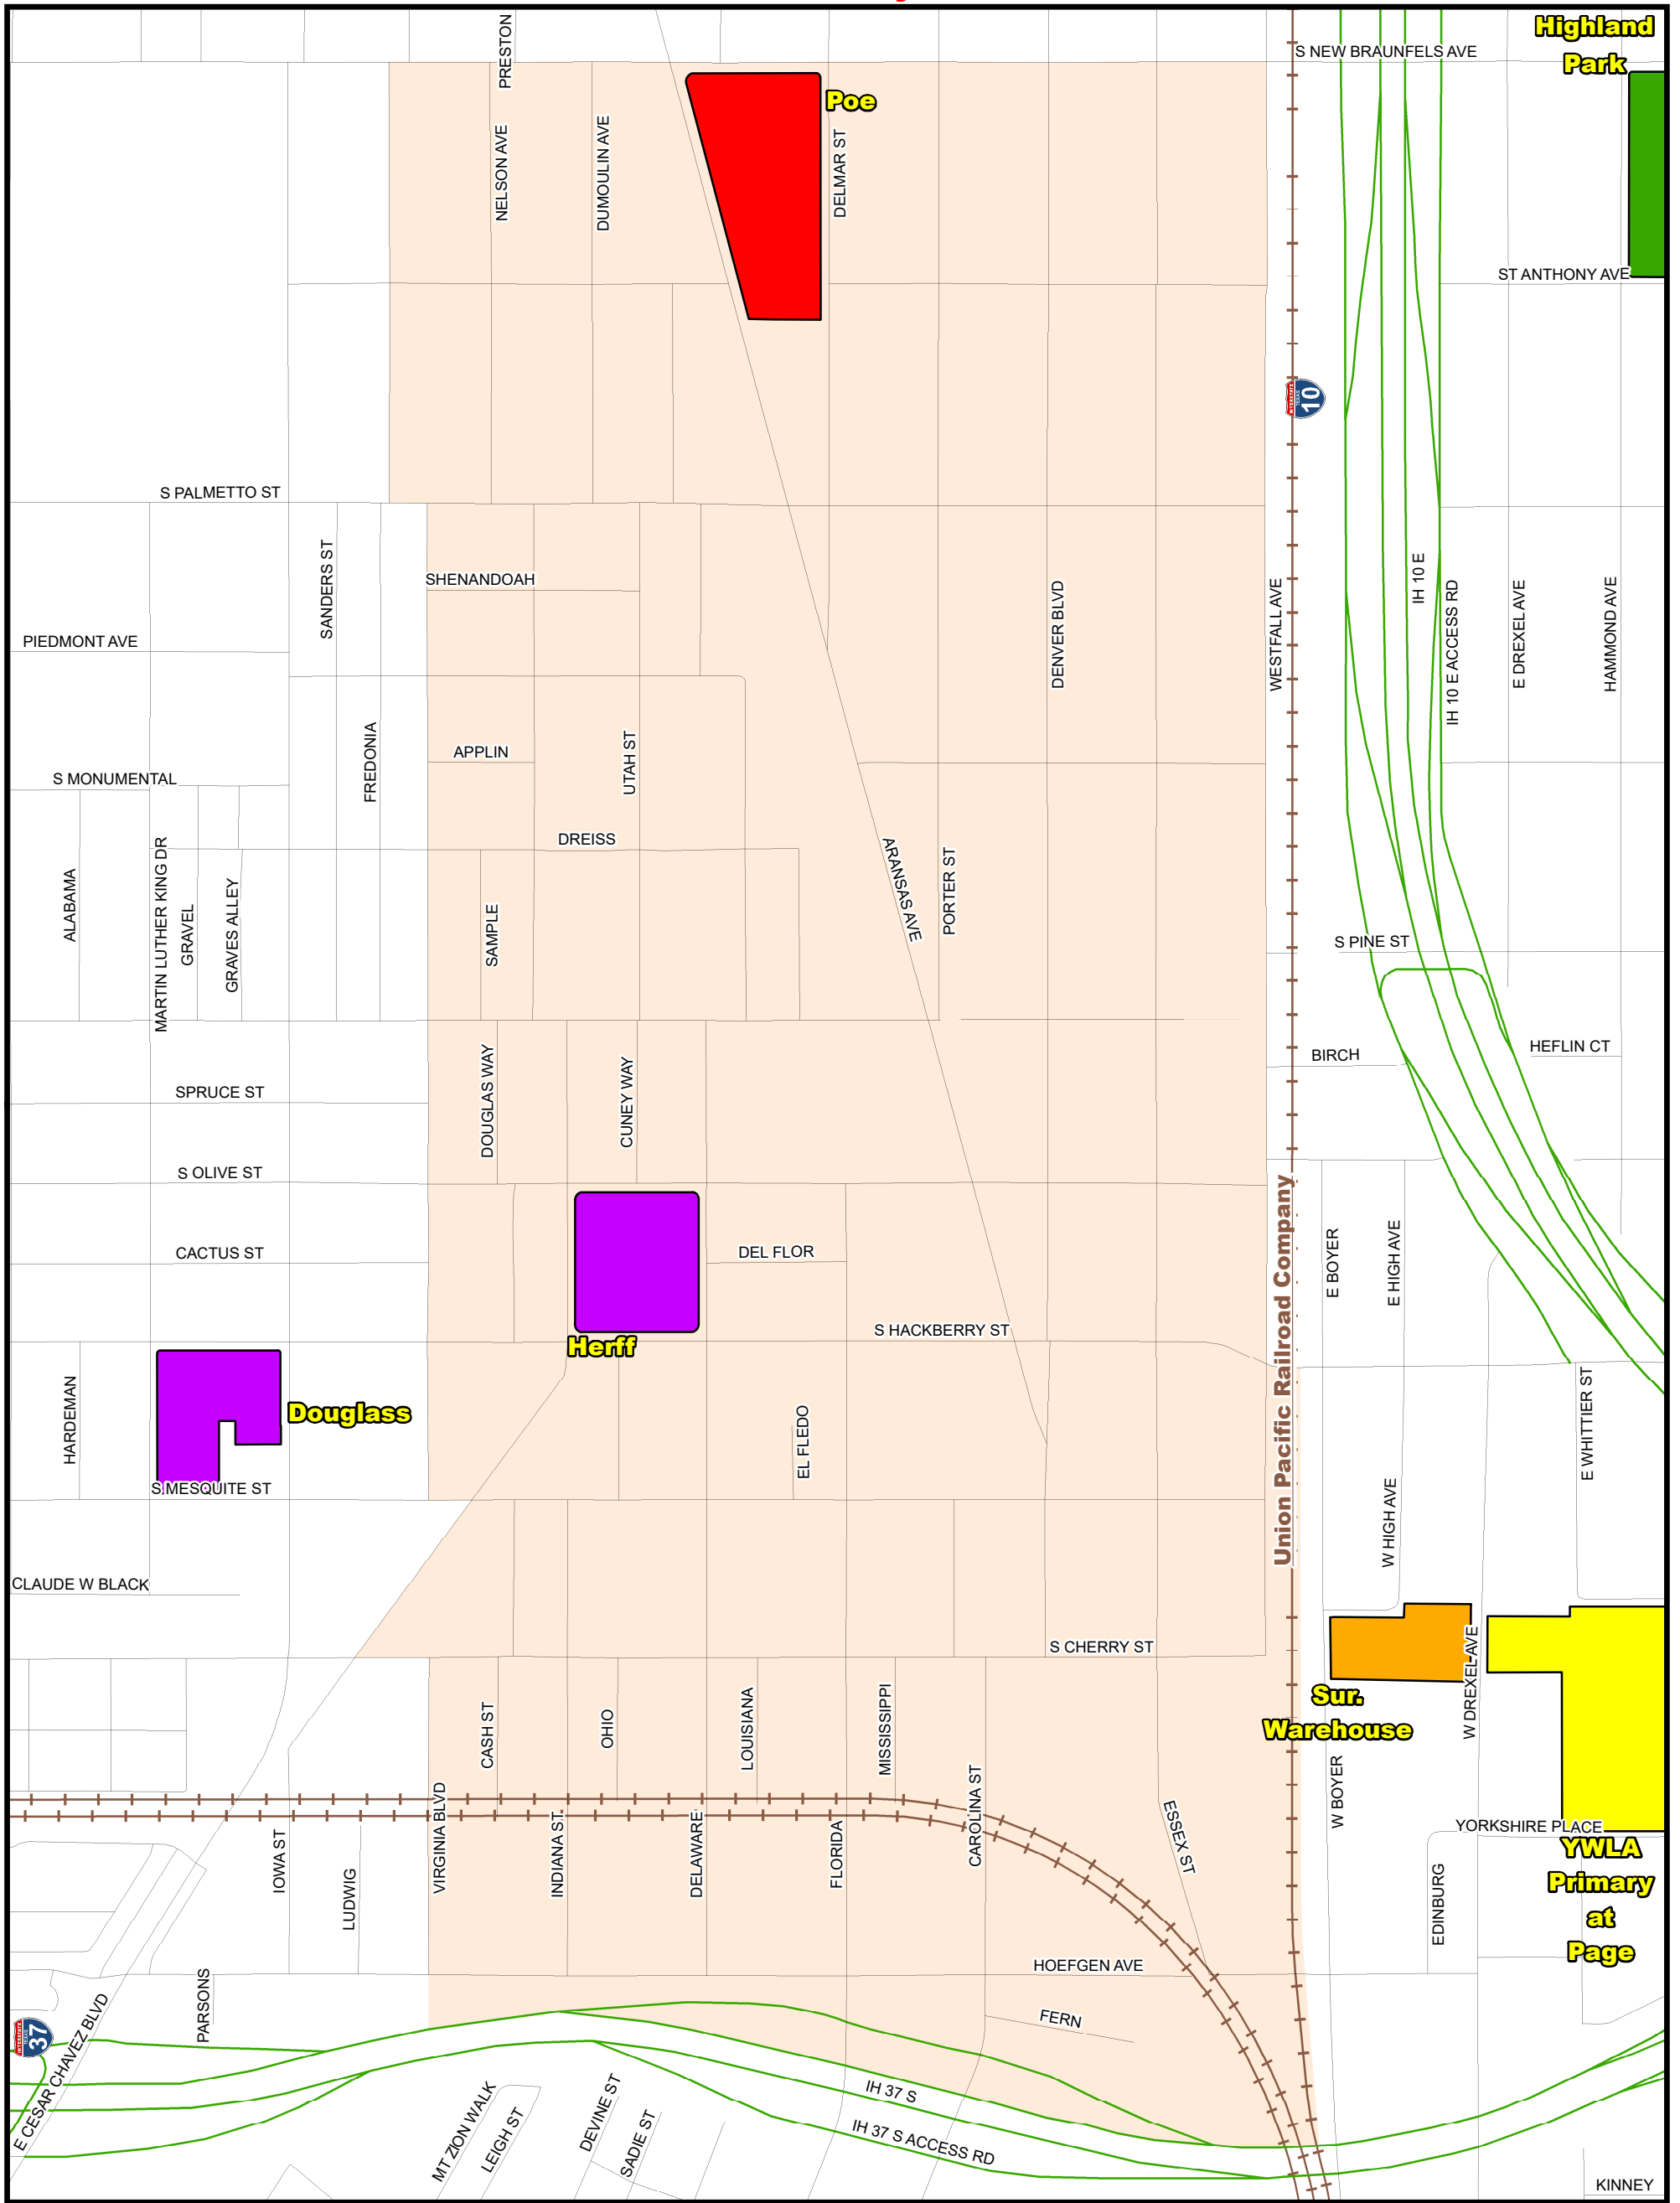 Highland
Park
S NEW BRAUNFELS AVE
PRESTON
Poe
NELSON AVE
DUMOULIN AVE
DELMAR ST
ST ANTHONY AVE
INTERSTATE
TEXAS
10
S PALMETTO ST
SANDERS ST
SHENANDOAH
DENVER BLVD
WESTFALL AVE
IH 10 E
IH 10 E ACCESS RD
E DREXEL AVE
HAMMOND AVE
PIEDMONT AVE
FREDONIA
APPLIN
UTAH ST
S MONUMENTAL
DREISS
ALABAMA
MARTIN LUTHER KING DR
GRAVEL
GRAVES ALLEY
SAMPLE
ARANSAS AVE
PORTER ST
S PINE ST
BIRCH
HEFLIN CT
DOUGLAS WAY
CUNEY WAY
SPRUCE ST
S OLIVE ST
CACTUS ST
DEL FLOR
Union Pacific Railroad Company
E BOYER
E HIGH AVE
S HACKBERRY ST
Herff
HARDEMAN
Douglass
EL FLEDO
E WHITTIER ST
S MESQUITE ST
W HIGH AVE
CLAUDE W BLACK
S CHERRY ST
W DREXEL AVE
Sur.
Warehouse
CASH ST
OHIO
LOUISIANA
MISSISSIPPI
W BOYER
VIRGINIA BLVD
CAROLINA ST
ESSEX ST
YORKSHIRE PLACE
IOWA ST
LUDWIG
INDIANA ST
DELAWARE
FLORIDA
EDINBURG
YWLA
Primary
at
Page
HOEFGEN AVE
PARSONS
FERN
INTERSTATE
TEXAS
37
E CESAR CHAVEZ BLVD
MT ZION WALK
LEIGH ST
DEVINE ST
SADIE ST
IH 37 S
IH 37 S ACCESS RD
KINNEY